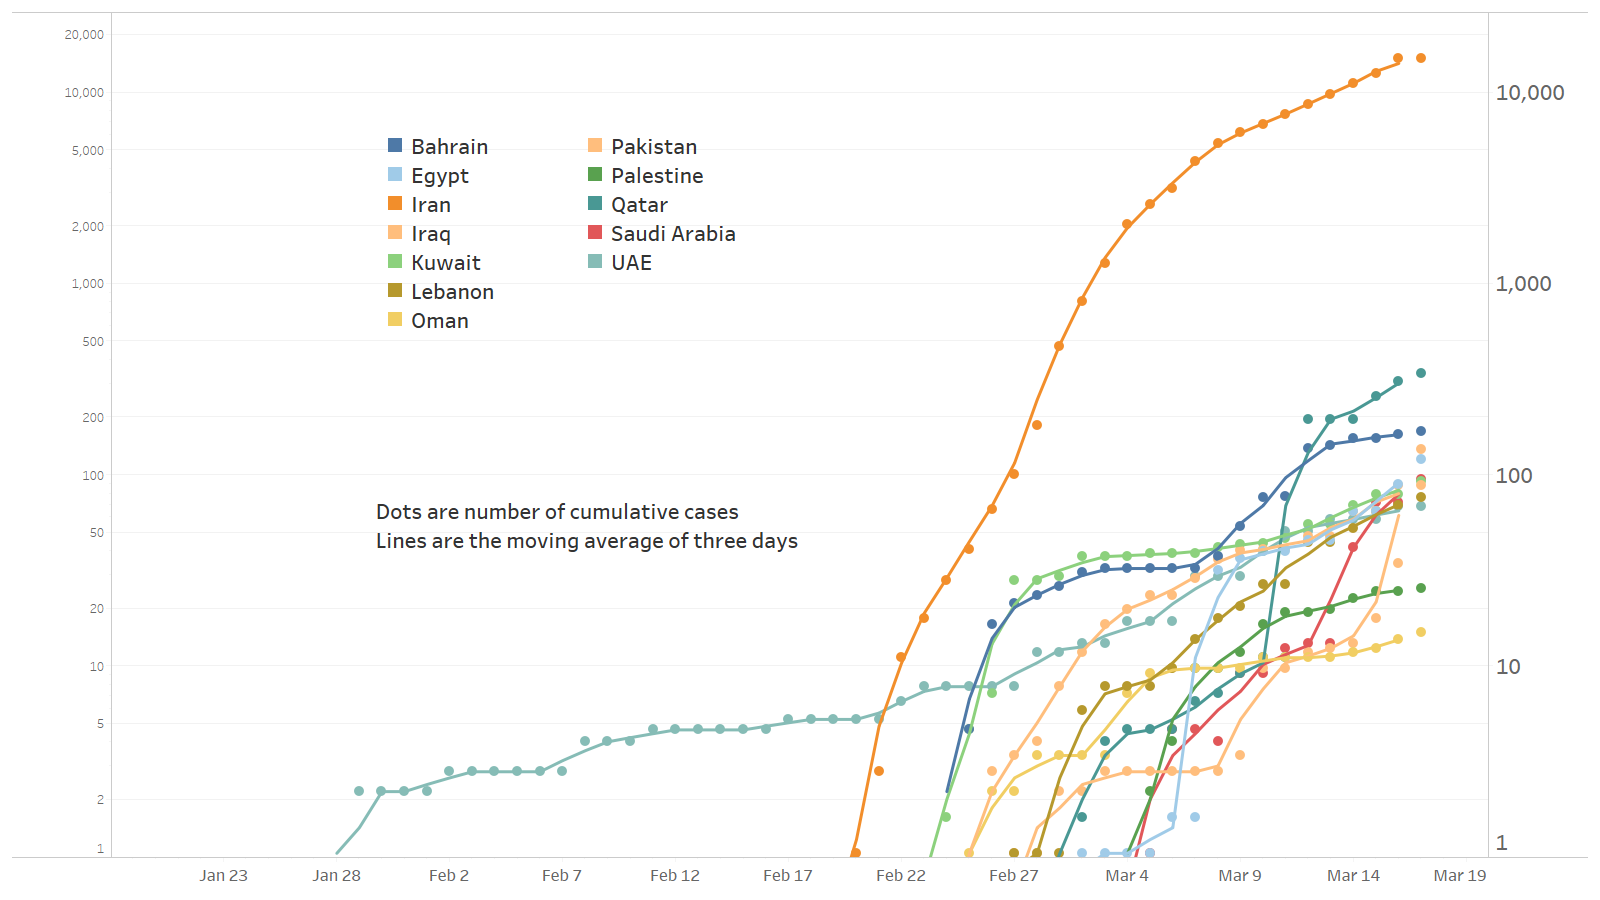 20,000
10,000
5,000
2,000
1,000
500
200
100
50
20
10
5
2
1
Bahrain
Egypt
Iran
Iraq
Kuwait
Lebanon
Oman
Pakistan
Palestine
Qatar
Saudi Arabia
UAE
Dots are number of cumulative cases
Lines are the moving average of three days
10,000
1,000
100
10
1
Jan 23 Jan 28 Feb 2 Feb 7 Feb 12 Feb 17 Feb 22 Feb 27 Mar 4 Mar 9 Mar 14 Mar 19